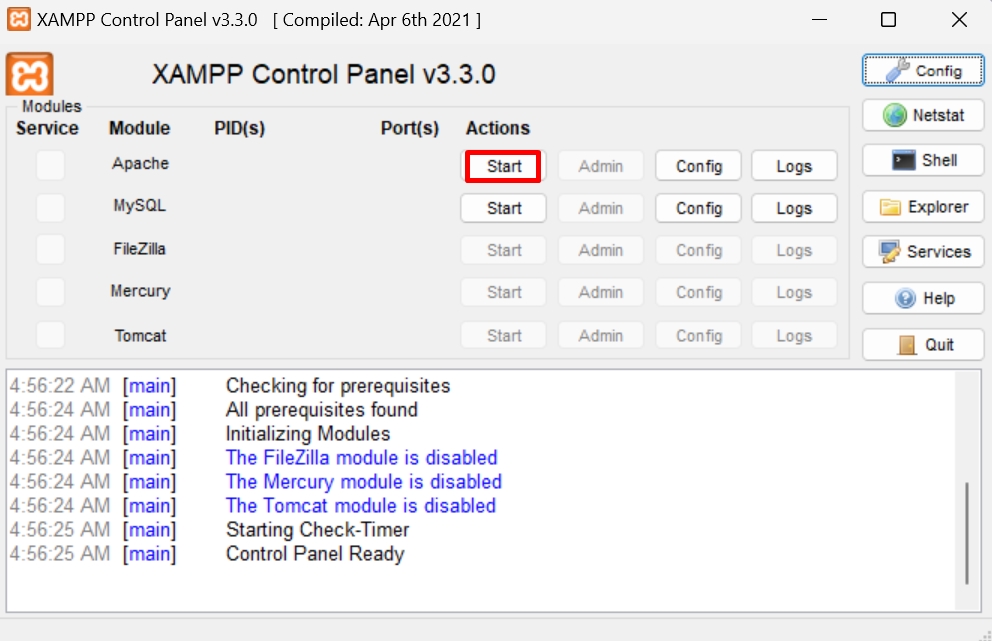 XAMPP Control Panel v3.3.0 [ Compiled: Apr 6th 2021 ]
XAMPP Control Panel v3.3.0
Config
Modules
Service Module PID(s) Port(s) Actions
Netstat
Apache Start Admin Config Logs
Shell
MySQL Start Admin Config Logs
Explorer
FileZilla Start Admin Config Logs
Services
Mercury Start Admin Config Logs
Help
Tomcat Start Admin Config Logs
Quit
4:56:22 AM [main] Checking for prerequisites
4:56:24 AM [main] All prerequisites found
4:56:24 AM [main] Initializing Modules
4:56:24 AM [main] The FileZilla module is disabled
4:56:24 AM [main] The Mercury module is disabled
4:56:24 AM [main] The Tomcat module is disabled
4:56:25 AM [main] Starting Check-Timer
4:56:25 AM [main] Control Panel Ready